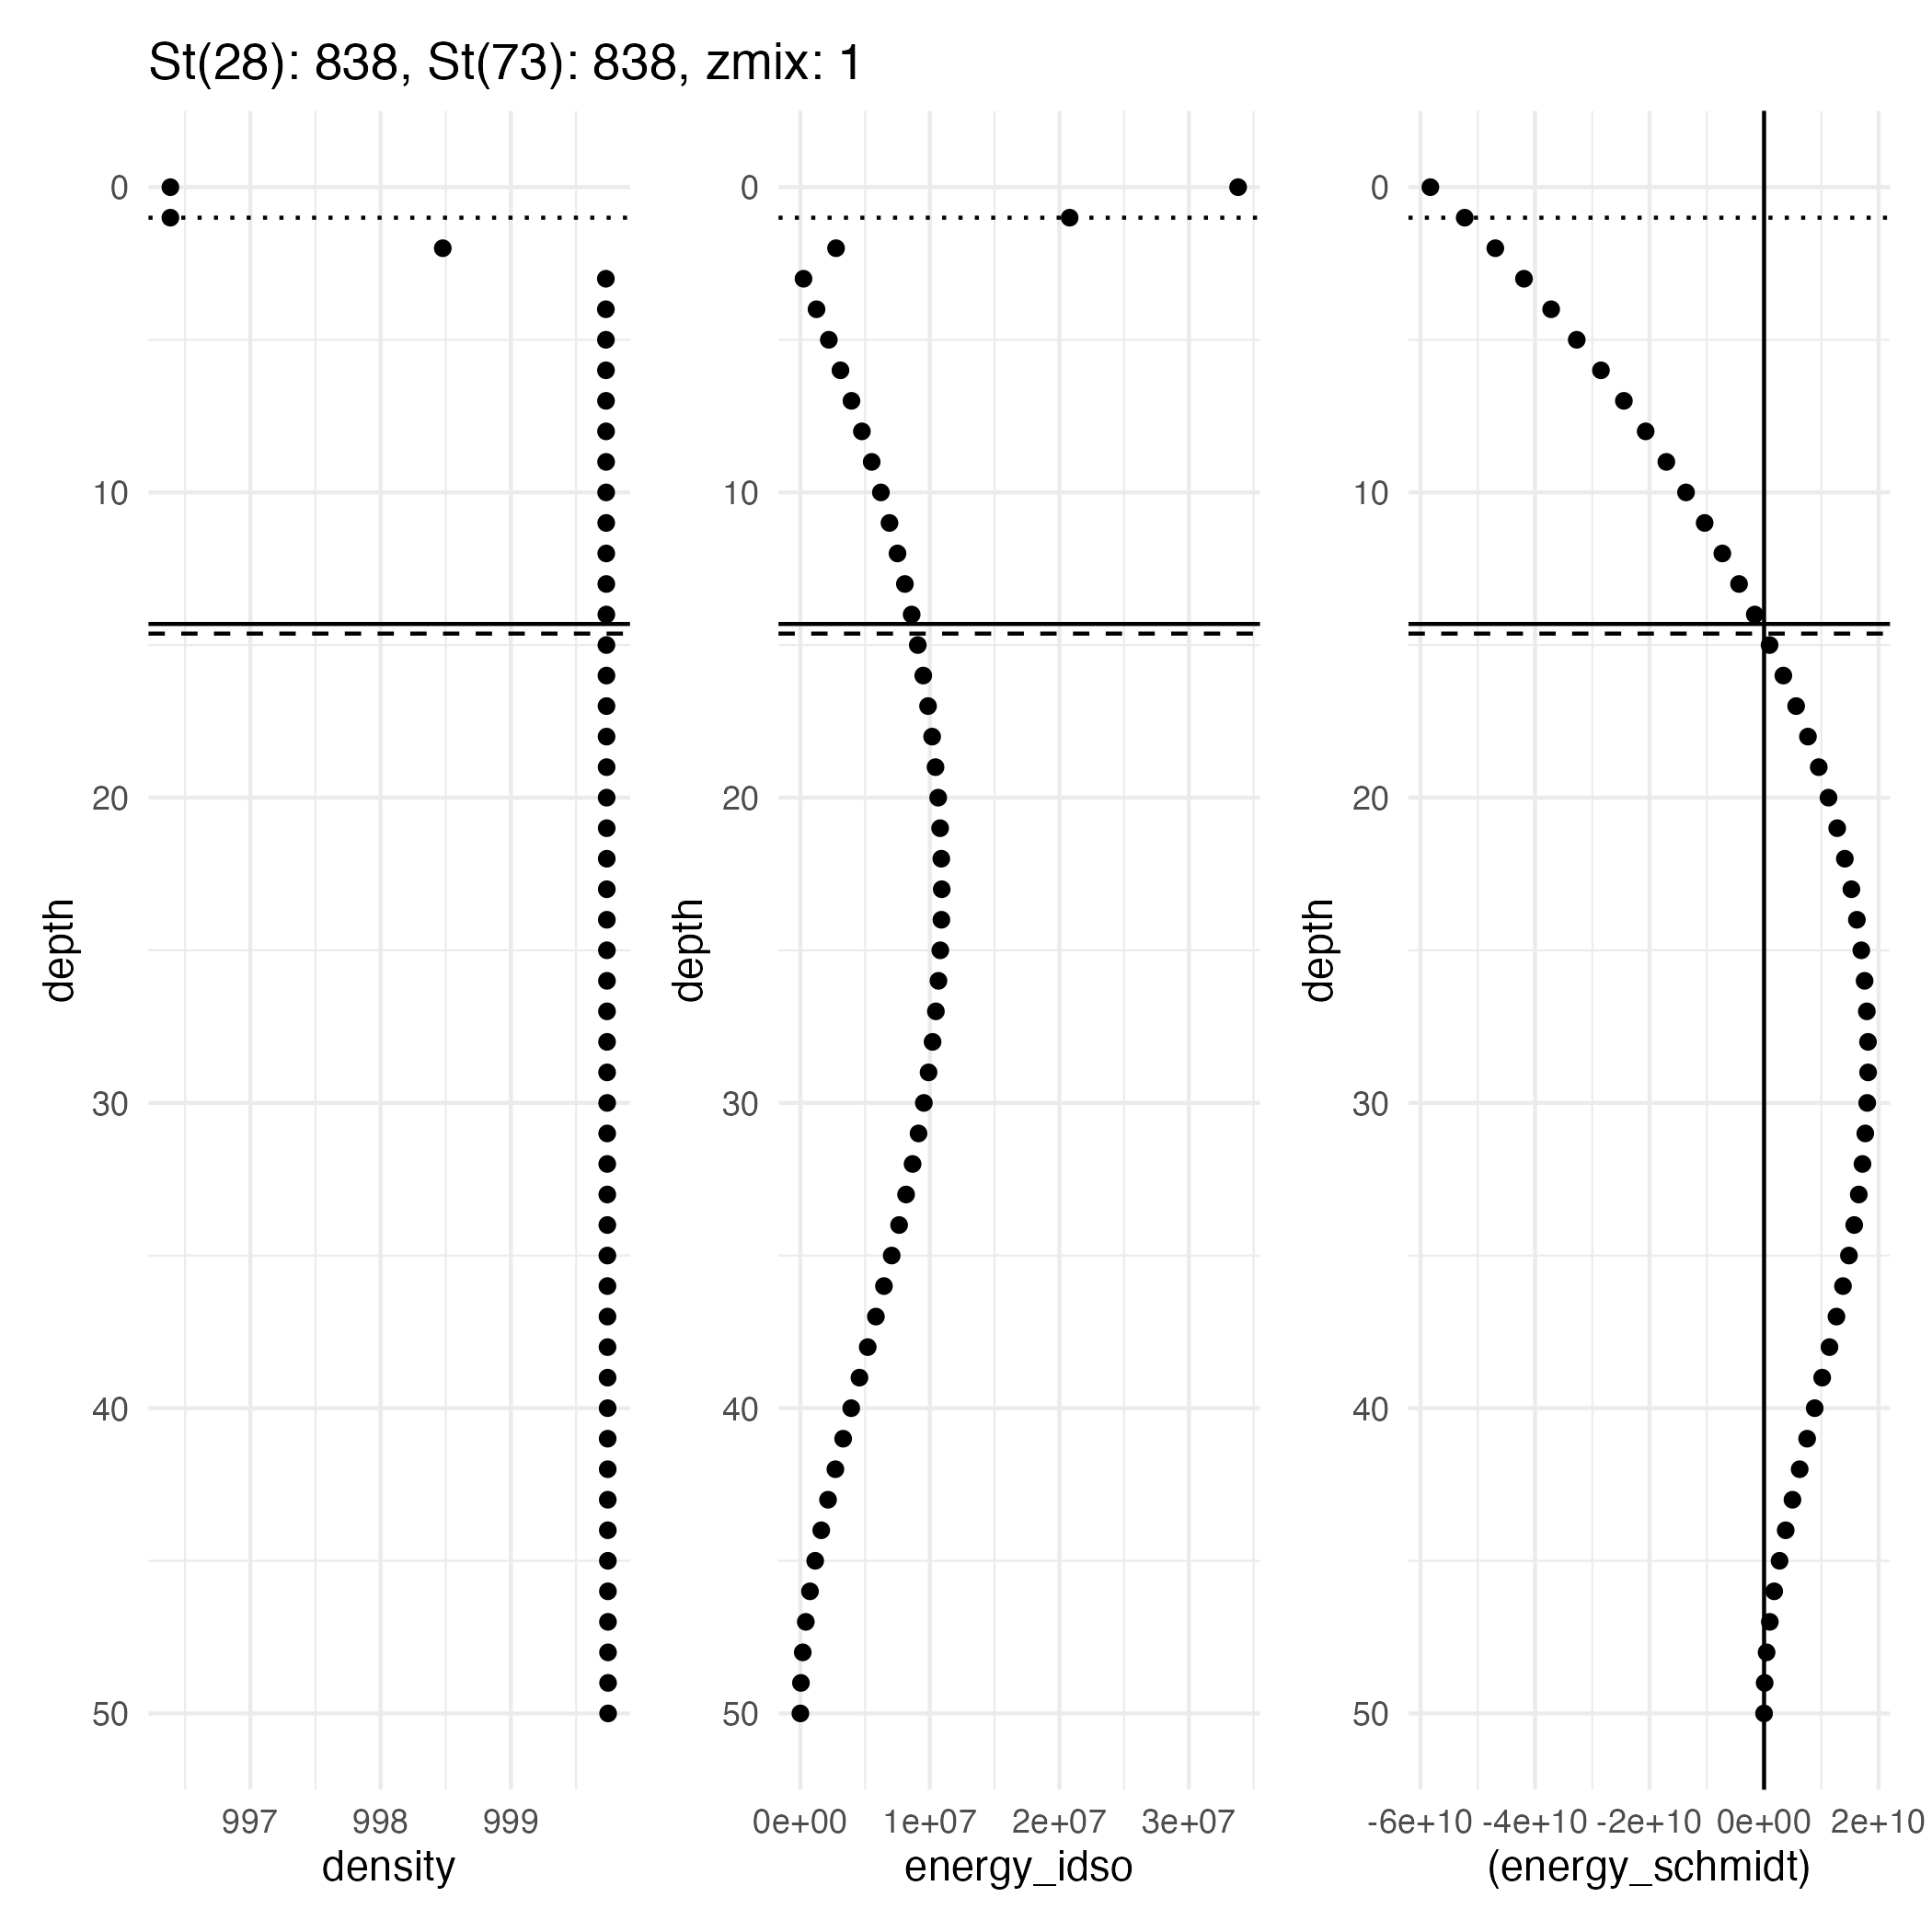 St(28): 838, St(73): 838, zmix: 1
0
10
20
30
40
50
depth
997 998 999
density
0
10
20
30
40
50
depth
0e+00 1e+07 2e+07 3e+07
energy_idso
0
10
20
30
40
50
depth
-6e+10 -4e+10 -2e+10 0e+00 2e+10
(energy_schmidt)